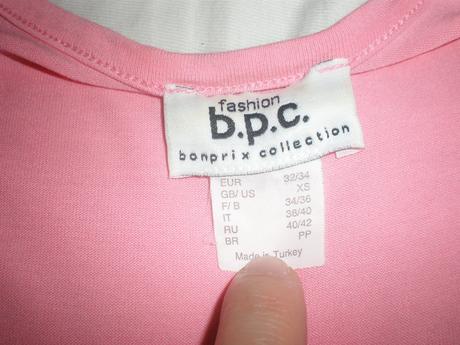 fashion
b.p.c.
bonprix collection
EUR 32/34
GB/ US XS
F/ B 34/36
IT 38/40
RU 40/42
BR PP
Made in Turkey